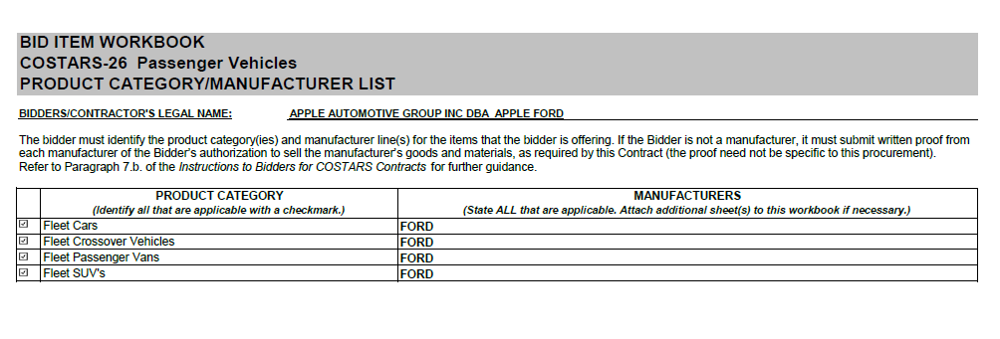 BID ITEM WORKBOOK
COSTARS-26 Passenger Vehicles
PRODUCT CATEGORY/MANUFACTURER LIST
BIDDERS/CONTRACTOR'S LEGAL NAME: APPLE AUTOMOTIVE GROUP INC DBA APPLE FORD
The bidder must identify the product category(ies) and manufacturer line(s) for the items that the bidder is offering. If the Bidder is not a manufacturer, it must submit written proof from
each manufacturer of the Bidder's authorization to sell the manufacturer's goods and materials, as required by this Contract (the proof need not be specific to this procurement).
Refer to Paragraph 7.b. of the Instructions to Bidders for COSTARS Contracts for further guidance.
PRODUCT CATEGORY MANUFACTURERS
(Identify all that are applicable with a checkmark.) (State ALL that are applicable. Attach additional sheet(s) to this workbook if necessary.)
Fleet Cars FORD
Fleet Crossover Vehicles FORD
Fleet Passenger Vans FORD
Fleet SUV's FORD